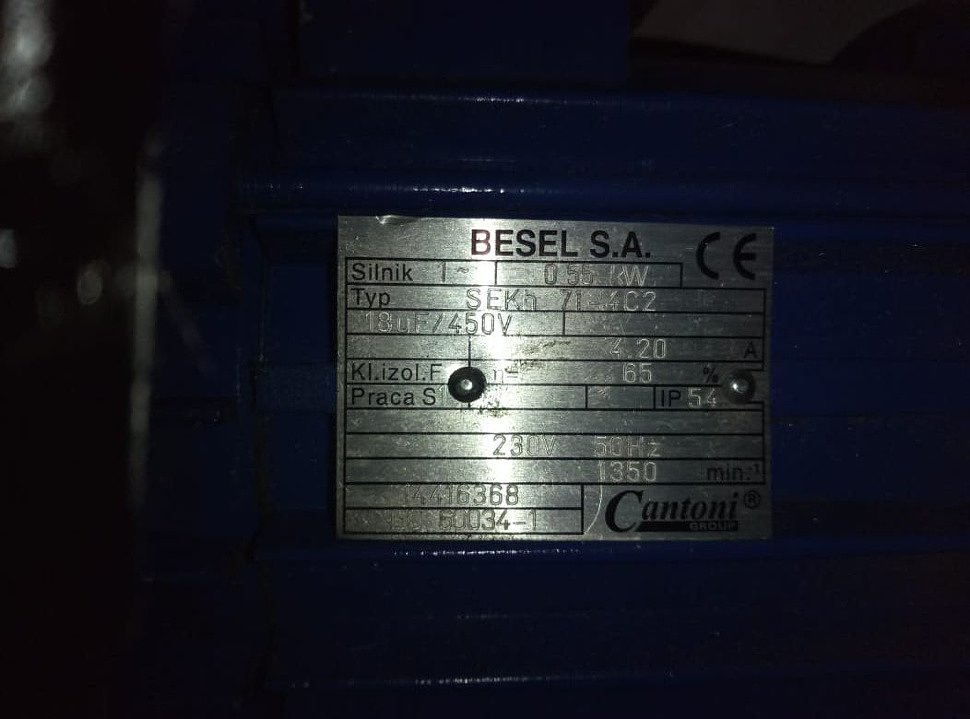 BESEL S.A. CE
Silnik 1~ 0.55 kW
Typ SEKh 71-4C2
18uF/450V
4.20 A
Kl.izol.F 65 %
Praca S1 IP 54
230V 50Hz
1350 min.-1
14416368
60034-1
Cantoni®
GROUP